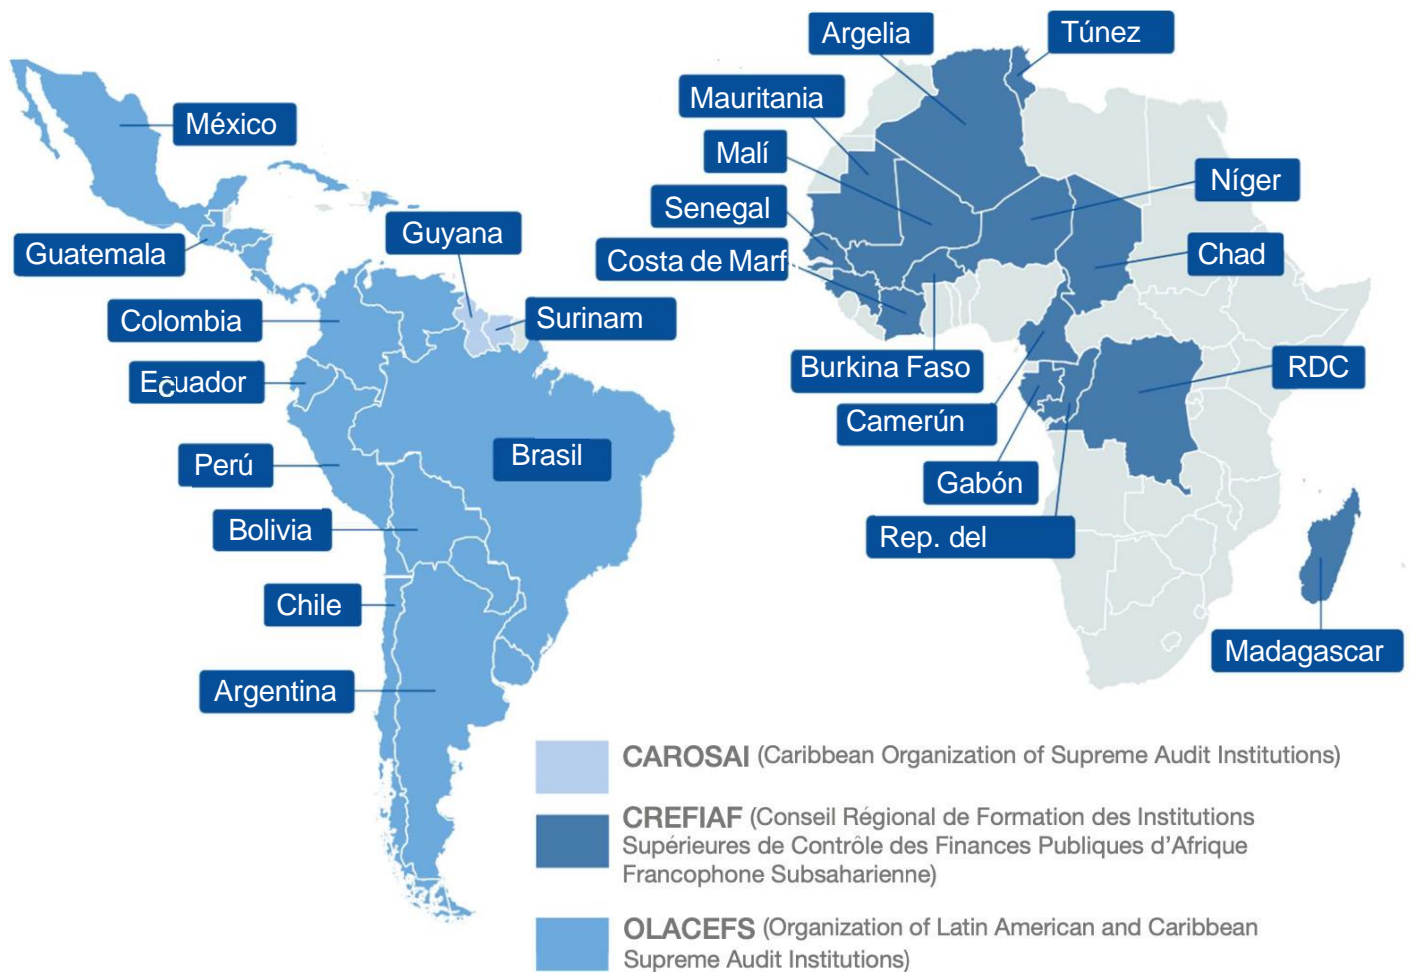 Argelia
Túnez
Mauritania
México
Malí
Níger
Senegal
Guyana
Guatemala
Costa de Marf
Chad
Colombia
Surinam
Burkina Faso
RDC
Ecuador
Camerún
Brasil
Perú
Gabón
Bolivia
Rep. del
Chile
Madagascar
Argentina
CAROSAI (Caribbean Organization of Supreme Audit Institutions)
CREFIAF (Conseil Régional de Formation des Institutions
Supérieures de Contrôle des Finances Publiques d'Afrique
Francophone Subsaharienne)
OLACEFS (Organization of Latin American and Caribbean
Supreme Audit Institutions)